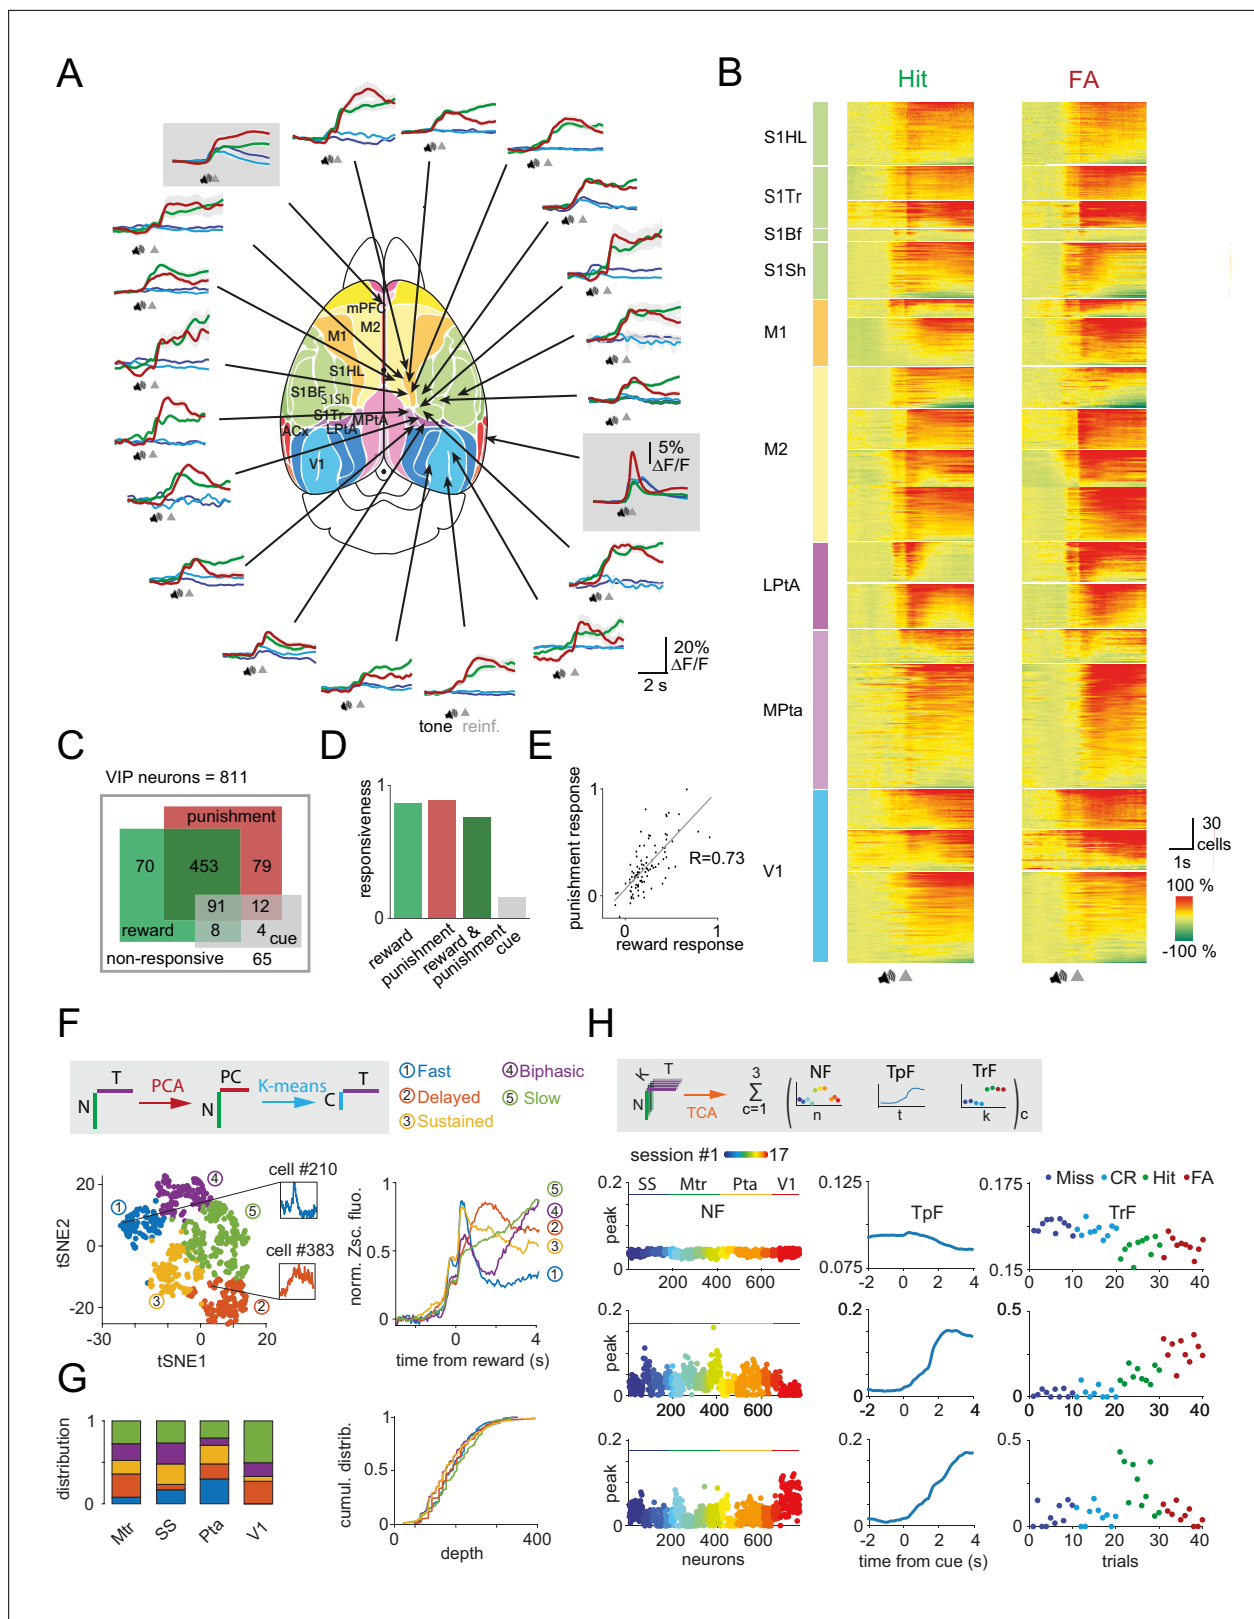 A
5%
ΔF/F
mPFC
M2
M1
S1HL
S1BF
S1Sh
S1Tr
MPtA
LPtA
ACx
V1
20%
ΔF/F
2 s
tone reinf.
B
Hit FA
S1HL
S1Tr
S1Bf
S1Sh
M1
M2
LPtA
MPta
V1
30
cells
1s
100 %
-100 %
C
VIP neurons = 811
punishment
70 453 79
91 12
reward 8 4
cue
non-responsive 65
D
responsiveness
1
0
reward
punishment
reward &
punishment
cue
E
punishment response
1
0
R=0.73
0 1
reward response
F
T
N
PCA
PC
N
K-means
T
C
1 Fast
2 Delayed
3 Sustained
4 Biphasic
5 Slow
tSNE2
20
0
-20
-30 0 20
tSNE1
1
4
5
3
2
cell #210
cell #383
norm. Zsc. fluo.
1
0.5
0
0 4
time from reward (s)
5
4
2
3
1
G
distribution
1
0
Mtr
SS
Pta
V1
cumul. distrib.
1
0.5
0
0 400
depth
H
K
T
N
TCA
3
Σ
c=1
NF
n
TpF
t
TrF
k
c
session #1 17
SS Mtr Pta V1
NF
0.2
peak
0
200 400 600
0.125
TpF
0.075
-2 0 2 4
Miss CR Hit FA
0.175
TrF
0.15
0 10 20 30 40
0.2
peak
0
200 400 600
0.2
0
-2 0 2 4
0.5
0
0 10 20 30 40
0.2
peak
0
200 400 600
neurons
0.2
0
-2 0 2 4
time from cue (s)
0.5
0
0 10 20 30 40
trials